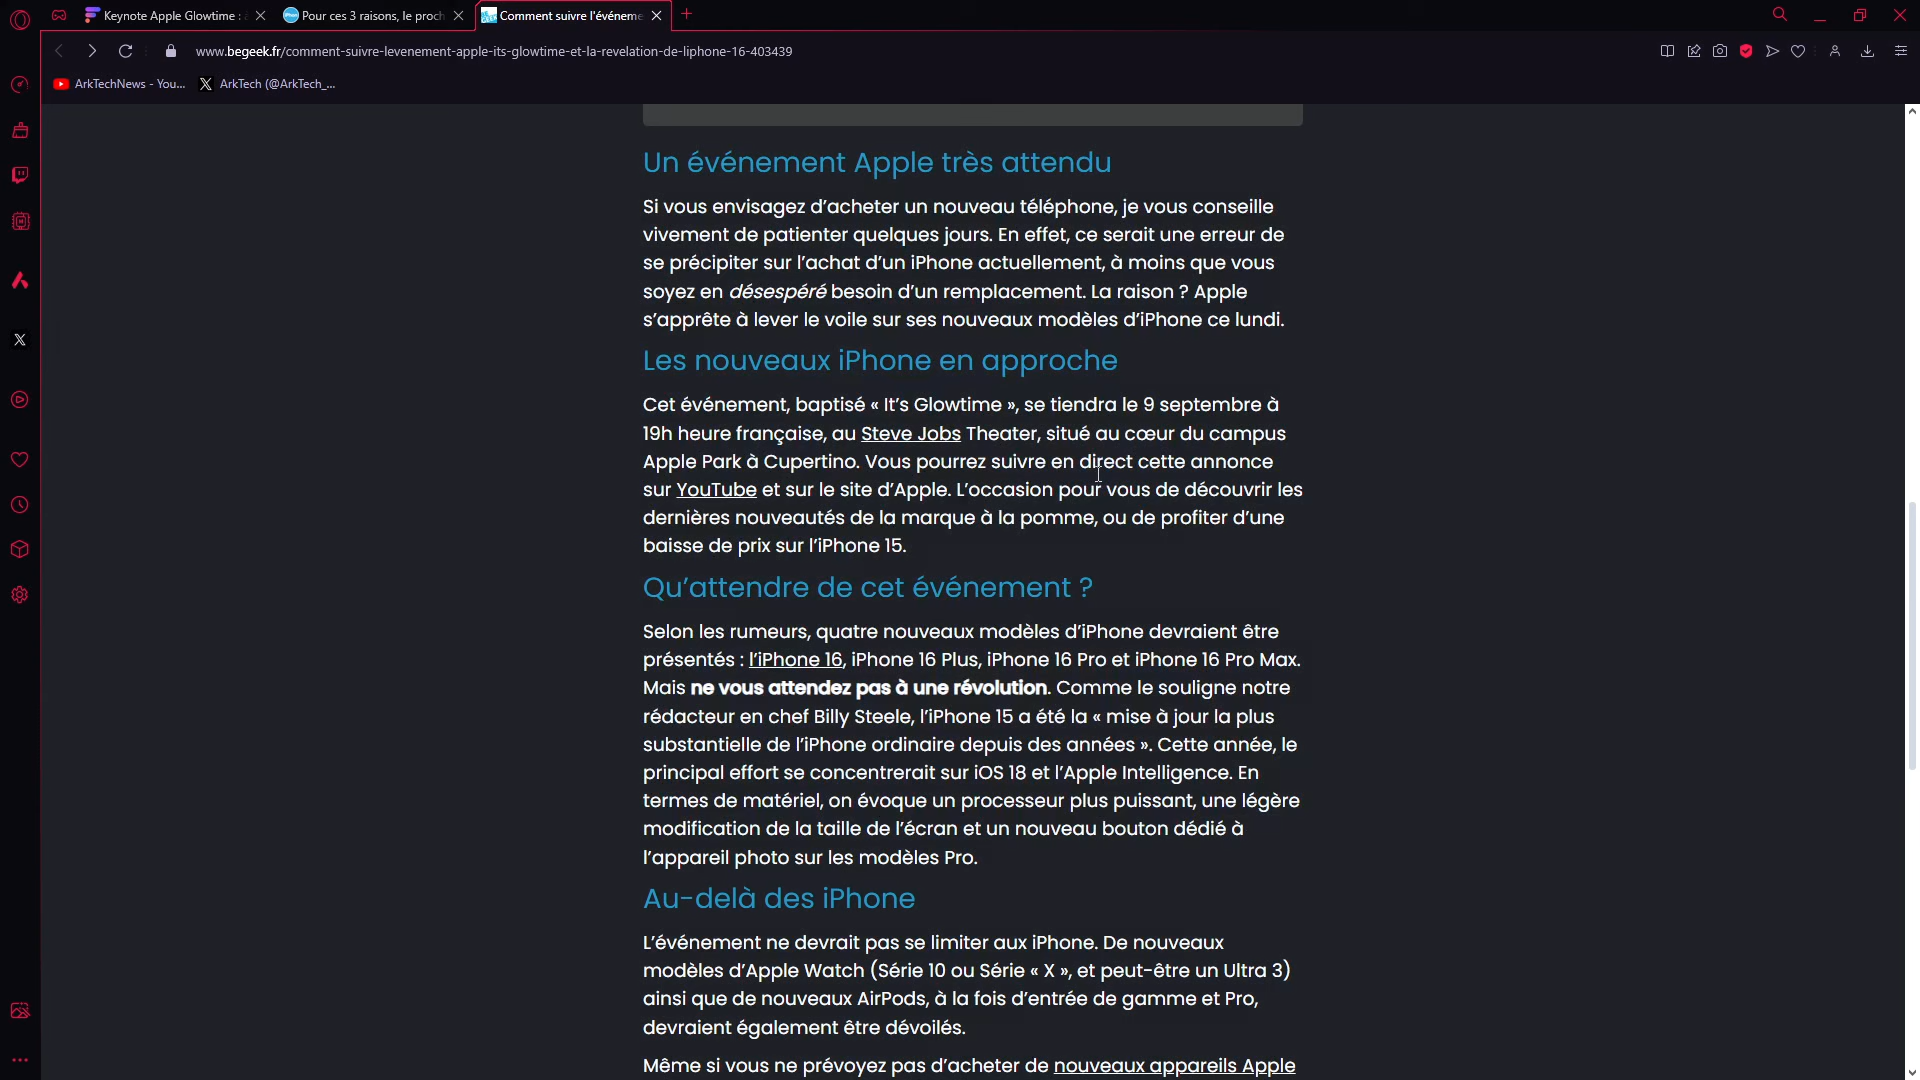 Keynote Apple Glowtime :
Pour ces 3 raisons, le proch
Comment suivre l'événeme
www.begeek.fr/comment-suivre-levenement-apple-its-glowtime-et-la-revelation-de-liphone-16-403439
ArkTechNews - You...
ArkTech (@ArkTech_...
Un événement Apple très attendu
Si vous envisagez d'acheter un nouveau téléphone, je vous conseille
vivement de patienter quelques jours. En effet, ce serait une erreur de
se précipiter sur l'achat d'un iPhone actuellement, à moins que vous
soyez en désespéré besoin d'un remplacement. La raison ? Apple
s'apprête à lever le voile sur ses nouveaux modèles d'iPhone ce lundi.
Les nouveaux iPhone en approche
Cet événement, baptisé « It's Glowtime », se tiendra le 9 septembre à
19h heure française, au Steve Jobs Theater, situé au cœur du campus
Apple Park à Cupertino. Vous pourrez suivre en direct cette annonce
sur YouTube et sur le site d'Apple. L'occasion pour vous de découvrir les
dernières nouveautés de la marque à la pomme, ou de profiter d'une
baisse de prix sur l'iPhone 15.
Qu'attendre de cet événement ?
Selon les rumeurs, quatre nouveaux modèles d'iPhone devraient être
présentés : l'iPhone 16, iPhone 16 Plus, iPhone 16 Pro et iPhone 16 Pro Max.
Mais ne vous attendez pas à une révolution. Comme le souligne notre
rédacteur en chef Billy Steele, l'iPhone 15 a été la « mise à jour la plus
substantielle de l'iPhone ordinaire depuis des années ». Cette année, le
principal effort se concentrerait sur iOS 18 et l'Apple Intelligence. En
termes de matériel, on évoque un processeur plus puissant, une légère
modification de la taille de l'écran et un nouveau bouton dédié à
l'appareil photo sur les modèles Pro.
Au-delà des iPhone
L'événement ne devrait pas se limiter aux iPhone. De nouveaux
modèles d'Apple Watch (Série 10 ou Série « X », et peut-être un Ultra 3)
ainsi que de nouveaux AirPods, à la fois d'entrée de gamme et Pro,
devraient également être dévoilés.
Même si vous ne prévoyez pas d'acheter de nouveaux appareils Apple